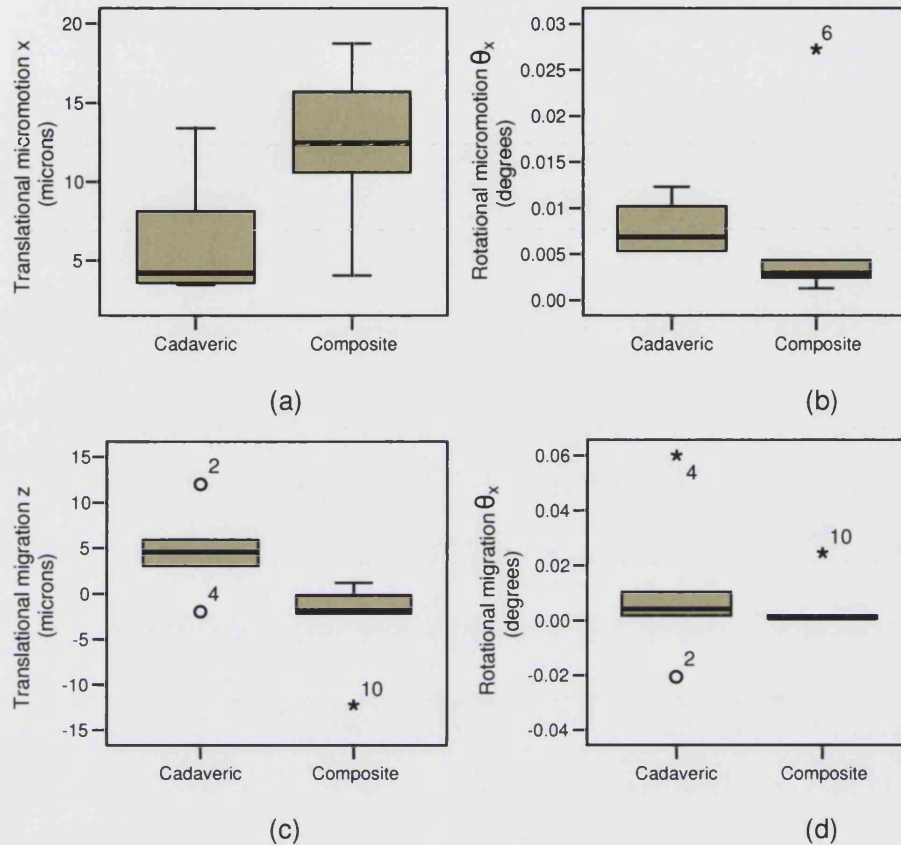 Translational micromotion x
(microns)
20
15
10
5
Cadaveric
Composite
(a)
Rotational micromotion θx
(degrees)
0.03
0.025
0.02
0.015
0.01
0.005
0.00
6
Cadaveric
Composite
(b)
Translational migration z
(microns)
15
10
5
0
-5
-10
-15
2
4
10
Cadaveric
Composite
(c)
Rotational migration θx
(degrees)
0.06
0.04
0.02
0.00
-0.02
-0.04
4
2
10
Cadaveric
Composite
(d)